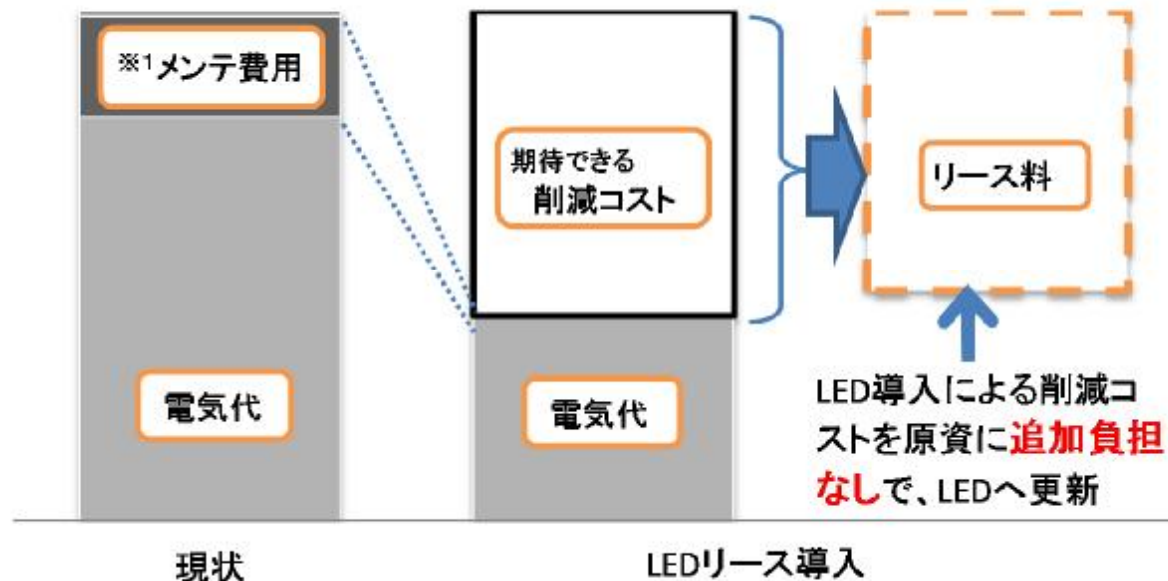 ※1メンテ費用
電気代
期待できる
削減コスト
電気代
リース料
LED導入による削減コ
ストを原資に追加負担
なしで、LEDへ更新
現状
LEDリース導入